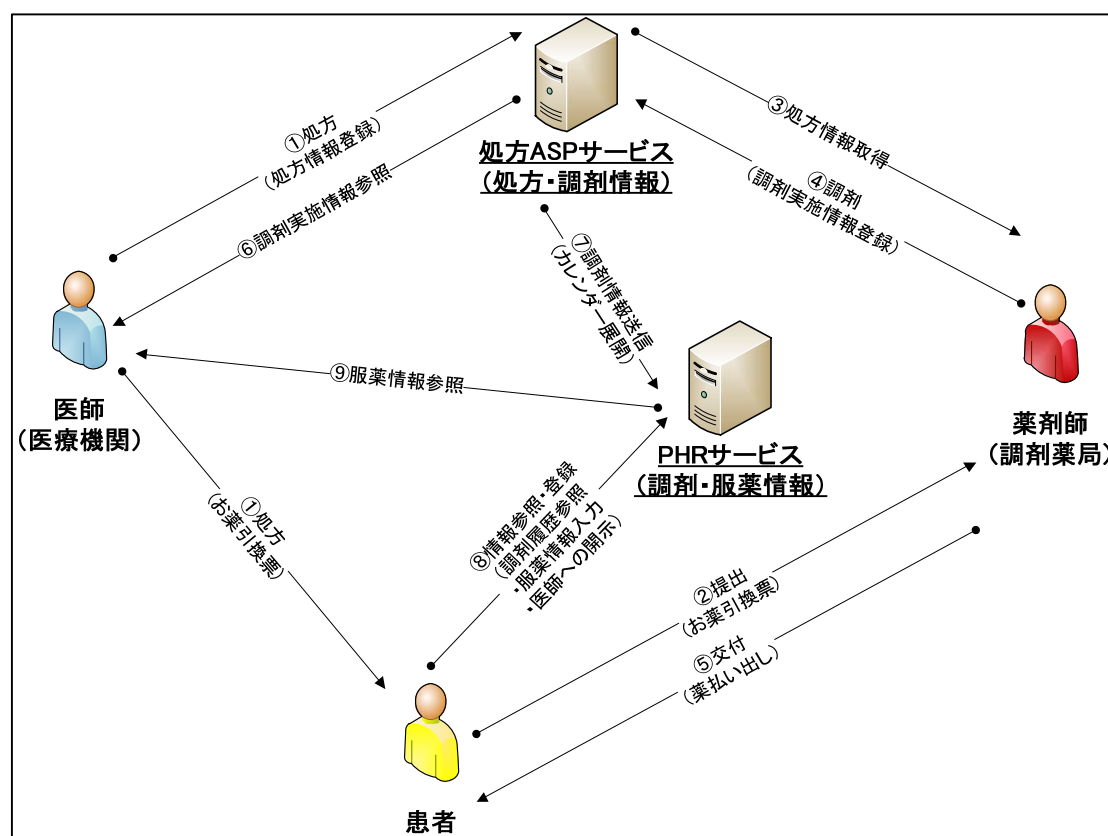 ①処方
(処方情報登録)
処方ASPサービス
(処方・調剤情報)
③処方情報取得
④調剤
(調剤実施情報登録)
⑥調剤実施情報参照
⑦調剤情報送信
(カレンダー展開)
⑨服薬情報参照
医師
(医療機関)
PHRサービス
(調剤・服薬情報)
薬剤師
(調剤薬局)
①処方
(お薬引換票)
⑧情報参照・登録
(調剤履歴参照
・服薬情報入力
・医師への開示)
②提出
(お薬引換票)
⑤交付
(薬払い出し)
患者